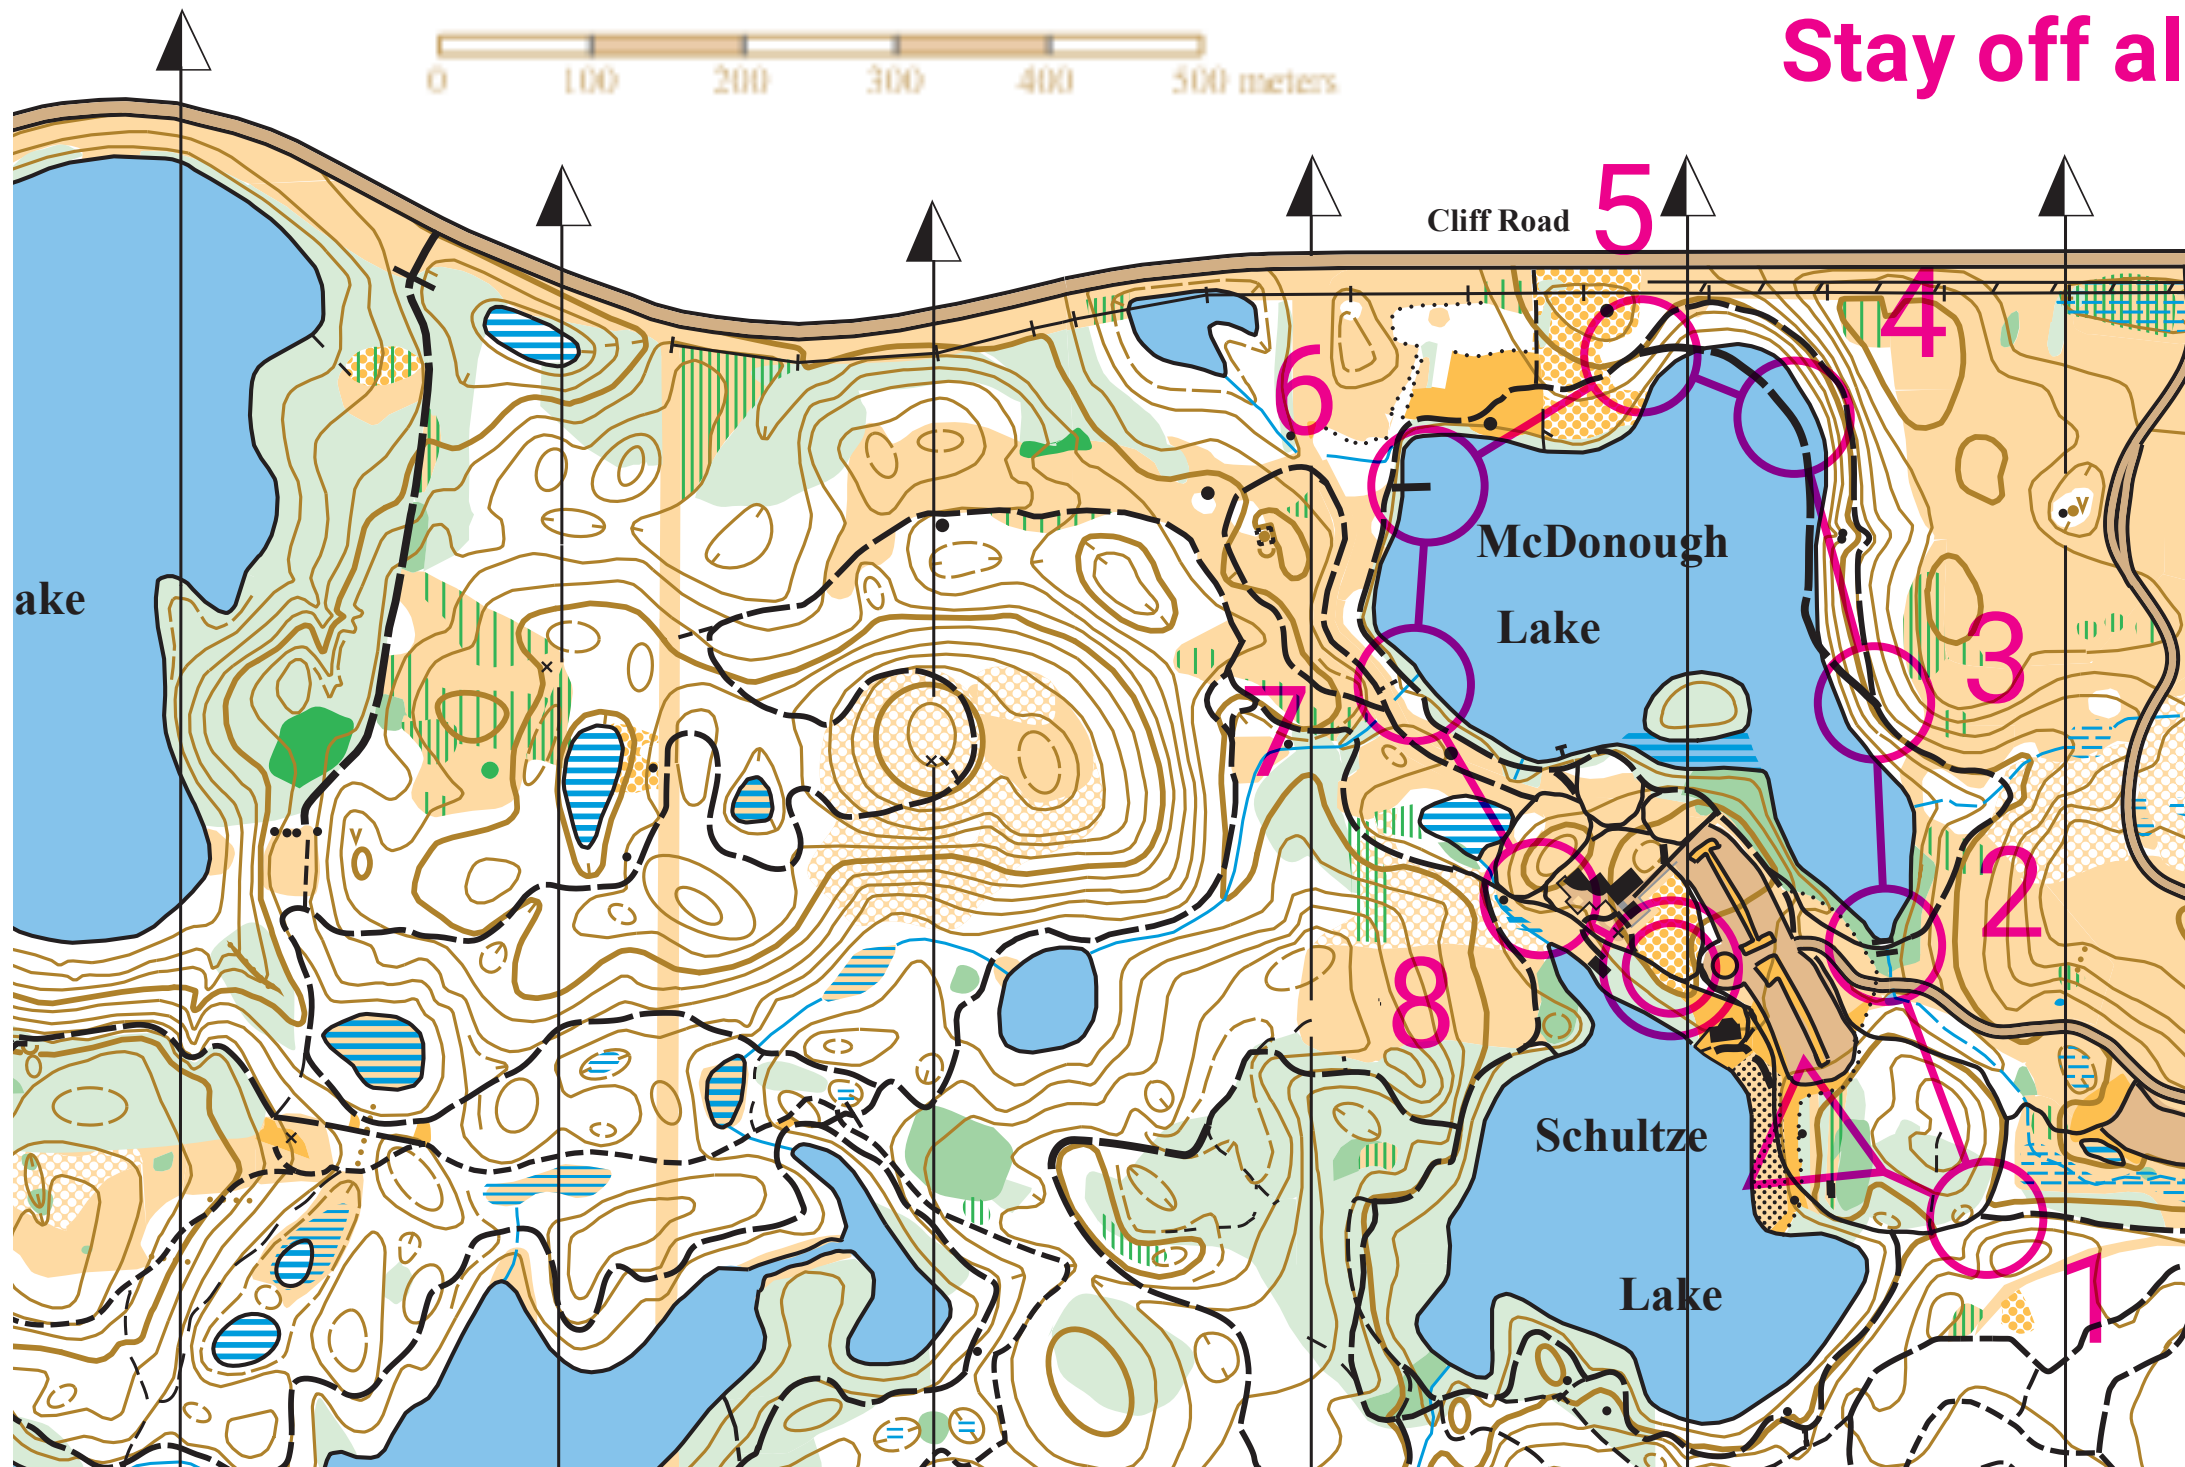 Stay off al
0 100 200 300 400 500 meters
5
Cliff Road
4
6
McDonough
Lake
ake
3
7
2
8
Schultze
Lake
1